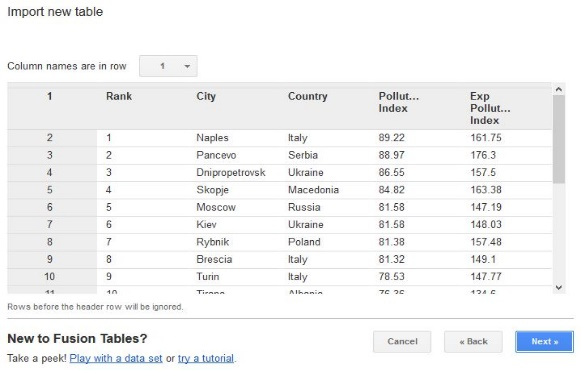 Import new table
Column names are in row 1
1 Rank City Country Pollut... Index Exp Pollut... Index
2 1 Naples Italy 89.22 161.75
3 2 Pancevo Serbia 88.97 176.3
4 3 Dnipropetrovsk Ukraine 86.55 157.5
5 4 Skopje Macedonia 84.82 163.38
6 5 Moscow Russia 81.58 147.19
7 6 Kiev Ukraine 81.58 148.03
8 7 Rybnik Poland 81.38 157.48
9 8 Brescia Italy 81.32 149.1
10 9 Turin Italy 78.53 147.77
11 10 Tirana Albania
Rows before the header row will be ignored.
New to Fusion Tables?
Take a peek! Play with a data set or try a tutorial.
Cancel « Back Next »